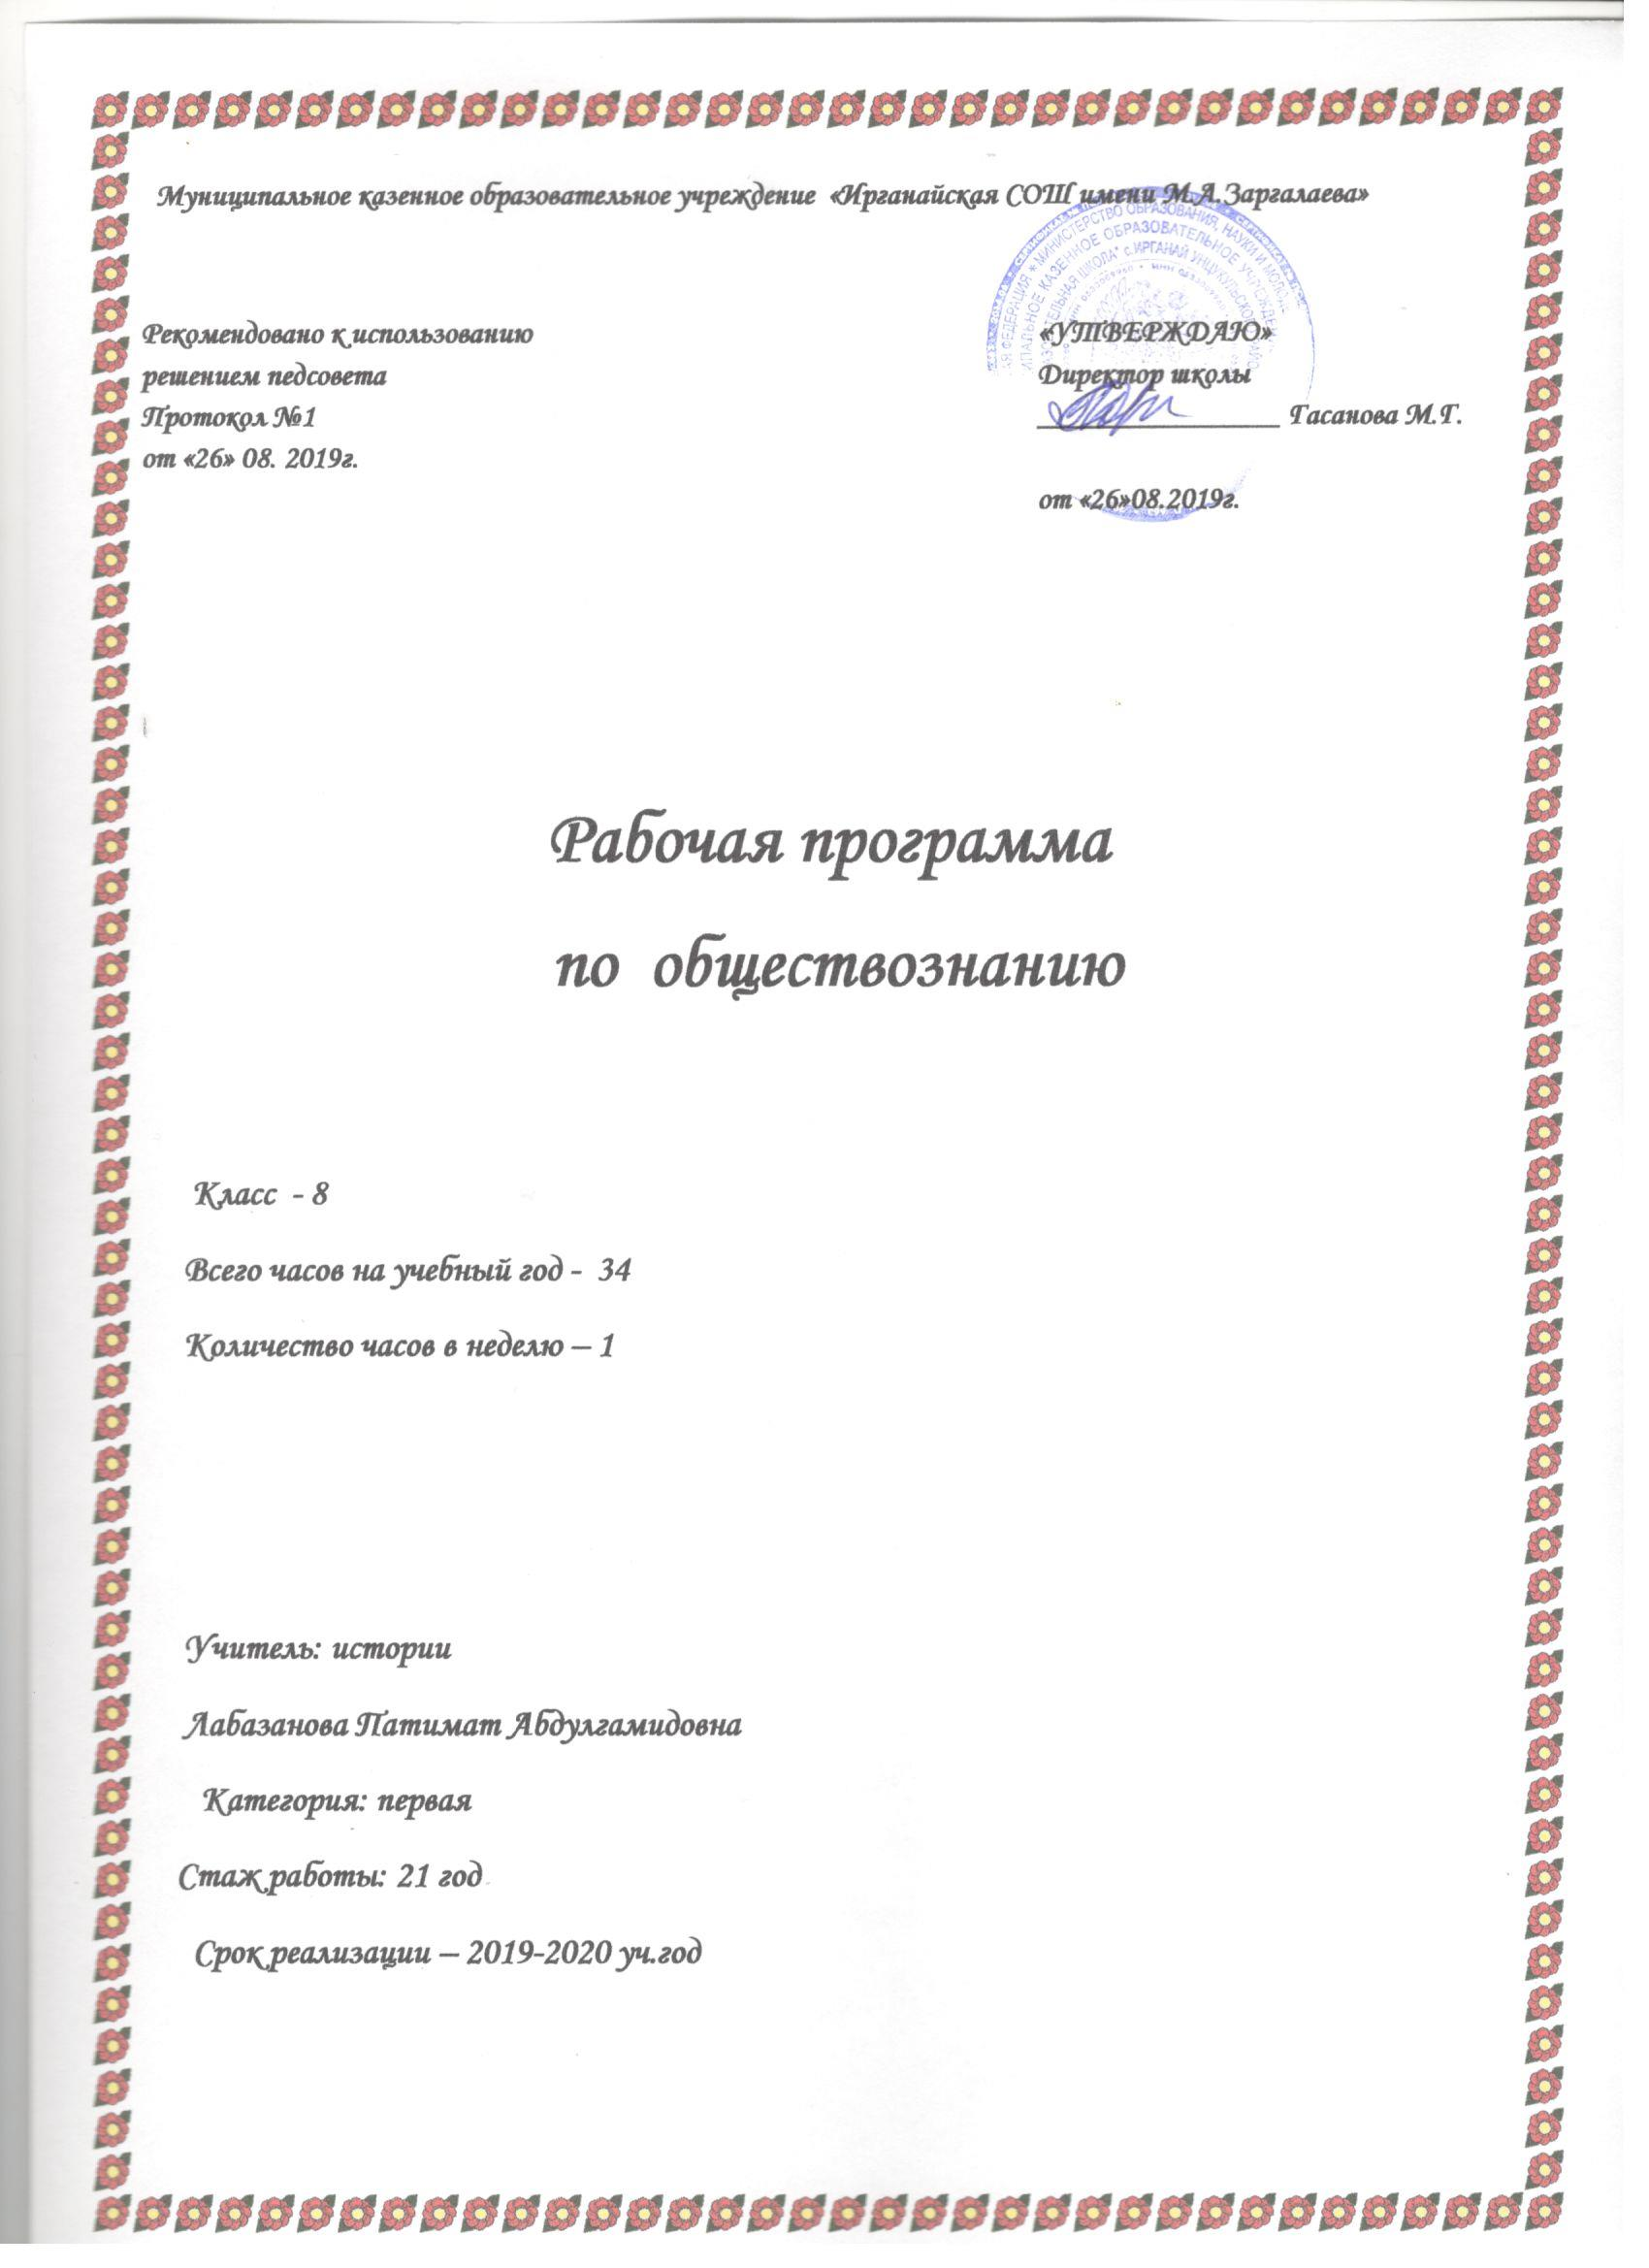 Муниципальное казенное образовательное учреждение «Ирганайская СОШ имени М.А.Заргалаева»
Рекомендовано к использованию
решением педсовета
Протокол №1
от «26» 08. 2019г.
«УТВЕРЖДАЮ»
Директор школы
Гасанова М.Г.
от «26»08.2019г.
Рабочая программа
по обществознанию
Класс - 8
Всего часов на учебный год - 34
Количество часов в неделю – 1
Учитель: истории
Лабазанова Патимат Абдулгамидовна
Категория: первая
Стаж работы: 21 год
Срок реализации – 2019-2020 уч.год